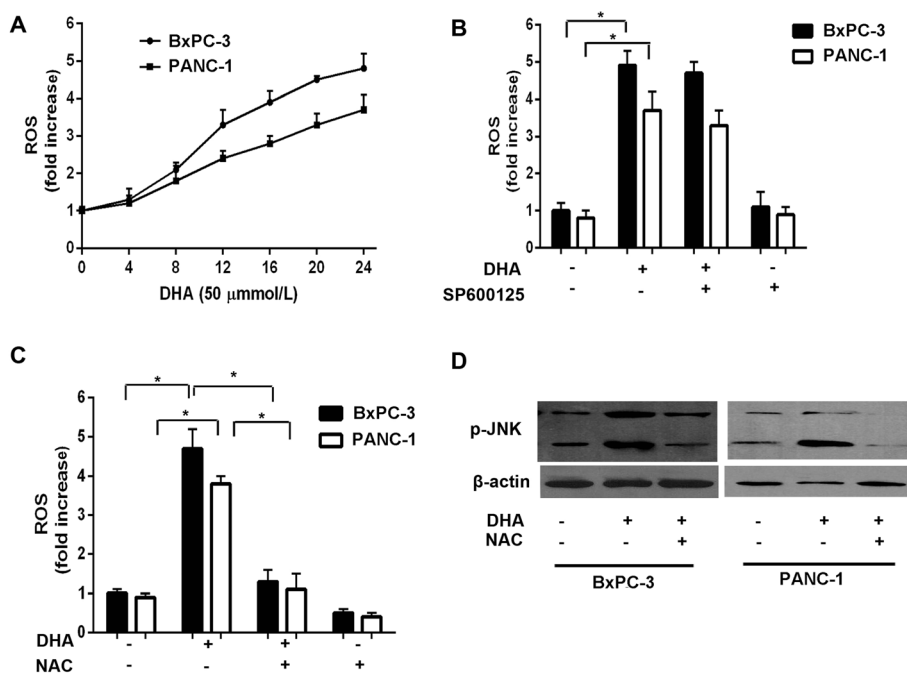 A
6
5
4
3
2
1
ROS
(fold increase)
BxPC-3
PANC-1
0 4 8 12 16 20 24
DHA (50 μmmol/L)
B
6
5
4
3
2
1
0
ROS
(fold increase)
* 
*
BxPC-3
PANC-1
DHA - + + -
SP600125 - - + +
C
6
5
4
3
2
1
0
ROS
(fold increase)
* *
* *
BxPC-3
PANC-1
DHA - + + -
NAC - - + +
D
p-JNK
β-actin
DHA - + + - + +
NAC - - + - - +
BxPC-3 PANC-1